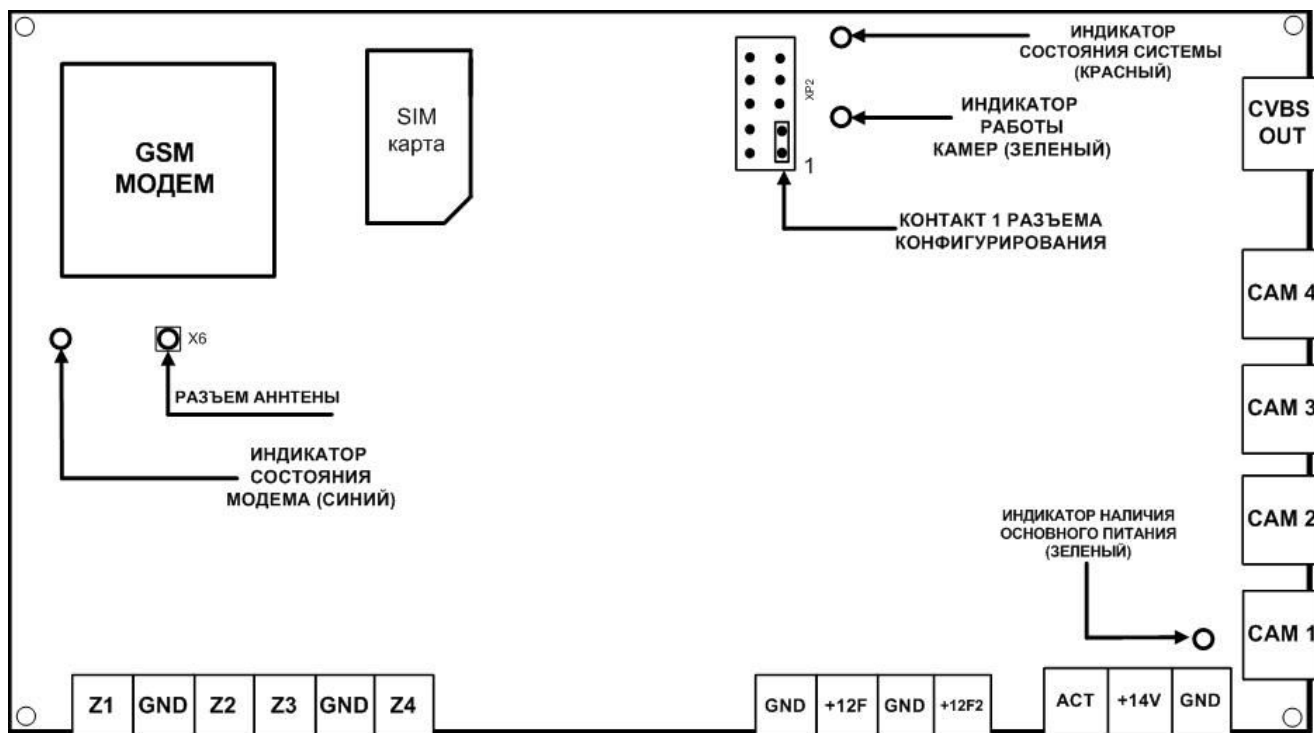 ИНДИКАТОР
СОСТОЯНИЯ СИСТЕМЫ
(КРАСНЫЙ)
GSM
МОДЕМ
SIM
карта
XP2
1
ИНДИКАТОР
РАБОТЫ
КАМЕР (ЗЕЛЕНЫЙ)
КОНТАКТ 1 РАЗЪЕМА
КОНФИГУРИРОВАНИЯ
CVBS
OUT
CAM 4
CAM 3
CAM 2
CAM 1
X6
РАЗЪЕМ АННТЕНЫ
ИНДИКАТОР
СОСТОЯНИЯ
МОДЕМА (СИНИЙ)
ИНДИКАТОР НАЛИЧИЯ
ОСНОВНОГО ПИТАНИЯ
(ЗЕЛЕНЫЙ)
Z1 GND Z2 Z3 GND Z4
GND +12F GND +12F2
ACT +14V GND